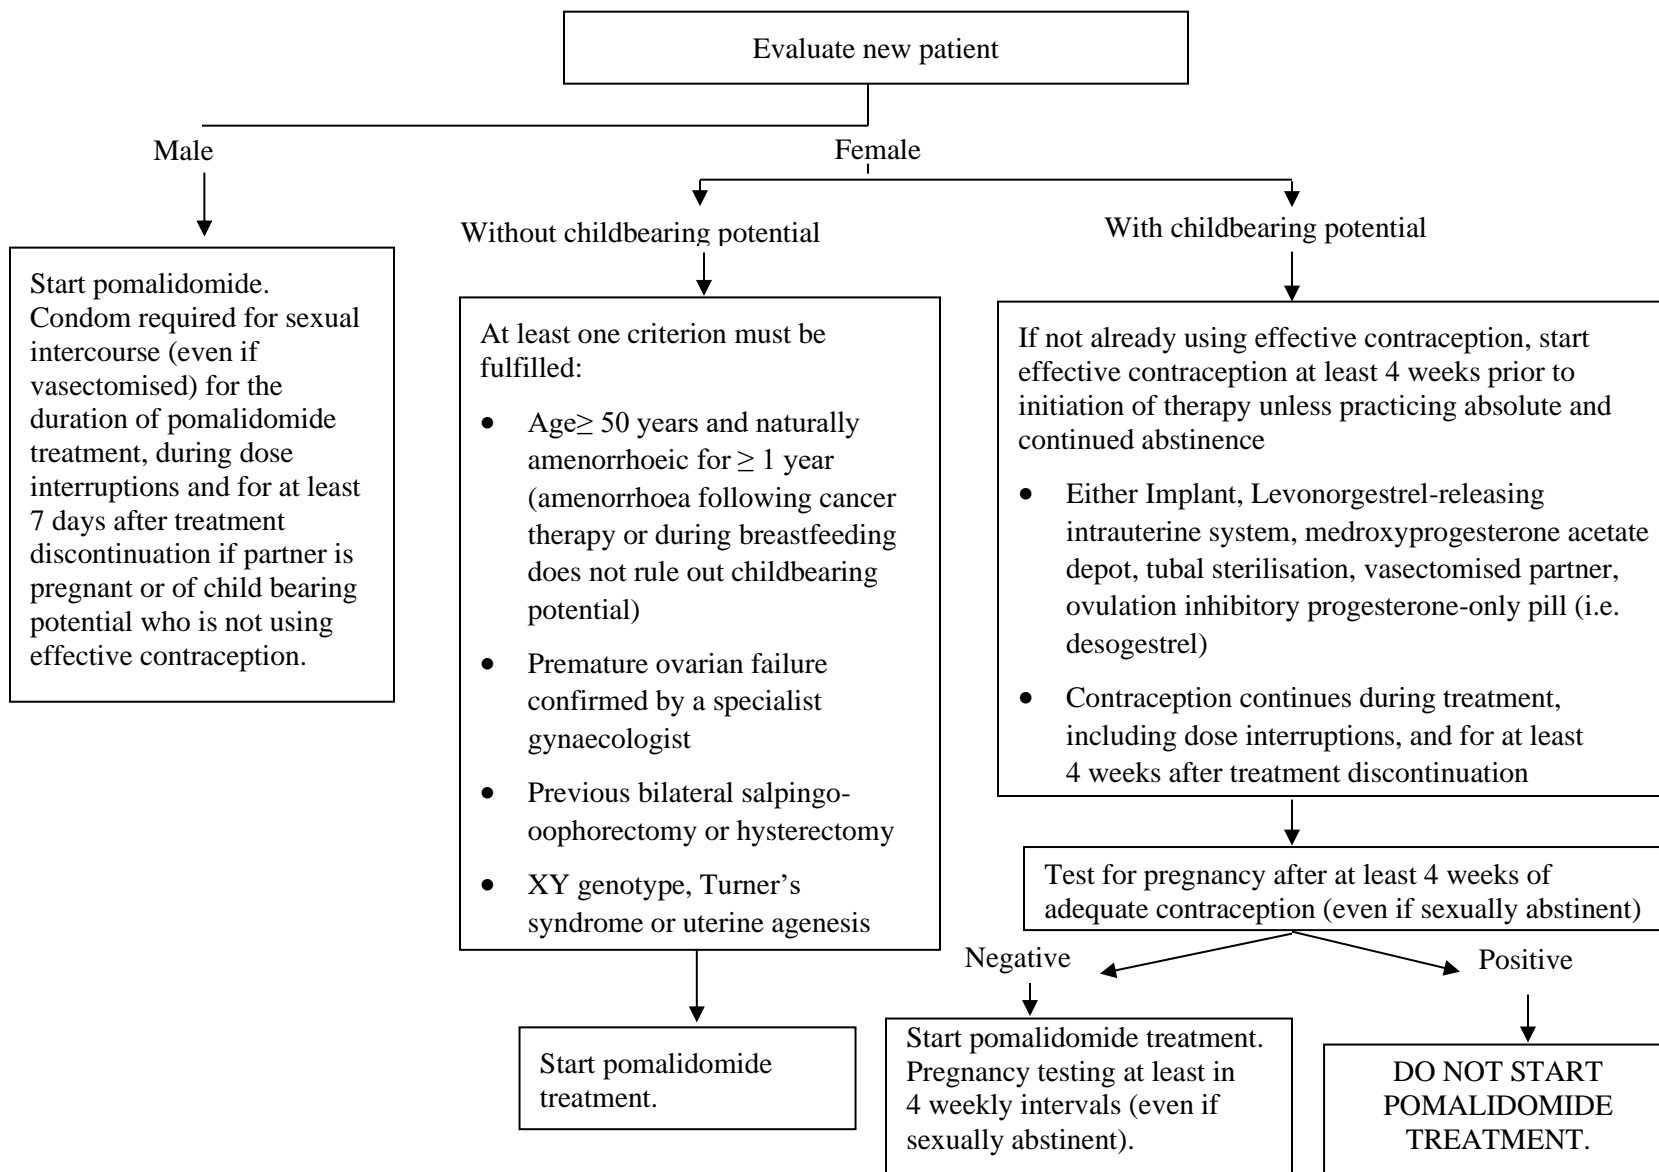 Evaluate new patient
Male
Female
Without childbearing potential
With childbearing potential
Start pomalidomide.
Condom required for sexual
intercourse (even if
vasectomised) for the
duration of pomalidomide
treatment, during dose
interruptions and for at least
7 days after treatment
discontinuation if partner is
pregnant or of child bearing
potential who is not using
effective contraception.
At least one criterion must be
fulfilled:
• Age≥ 50 years and naturally
amenorrhoeic for ≥ 1 year
(amenorrhoea following cancer
therapy or during breastfeeding
does not rule out childbearing
potential)
• Premature ovarian failure
confirmed by a specialist
gynaecologist
• Previous bilateral salpingo-
oophorectomy or hysterectomy
• XY genotype, Turner’s
syndrome or uterine agenesis
Start pomalidomide
treatment.
If not already using effective contraception, start
effective contraception at least 4 weeks prior to
initiation of therapy unless practicing absolute and
continued abstinence
• Either Implant, Levonorgestrel-releasing
intrauterine system, medroxyprogesterone acetate
depot, tubal sterilisation, vasectomised partner,
ovulation inhibitory progesterone-only pill (i.e.
desogestrel)
• Contraception continues during treatment,
including dose interruptions, and for at least
4 weeks after treatment discontinuation
Test for pregnancy after at least 4 weeks of
adequate contraception (even if sexually abstinent)
Negative
Positive
Start pomalidomide treatment.
Pregnancy testing at least in
4 weekly intervals (even if
sexually abstinent).
DO NOT START
POMALIDOMIDE
TREATMENT.